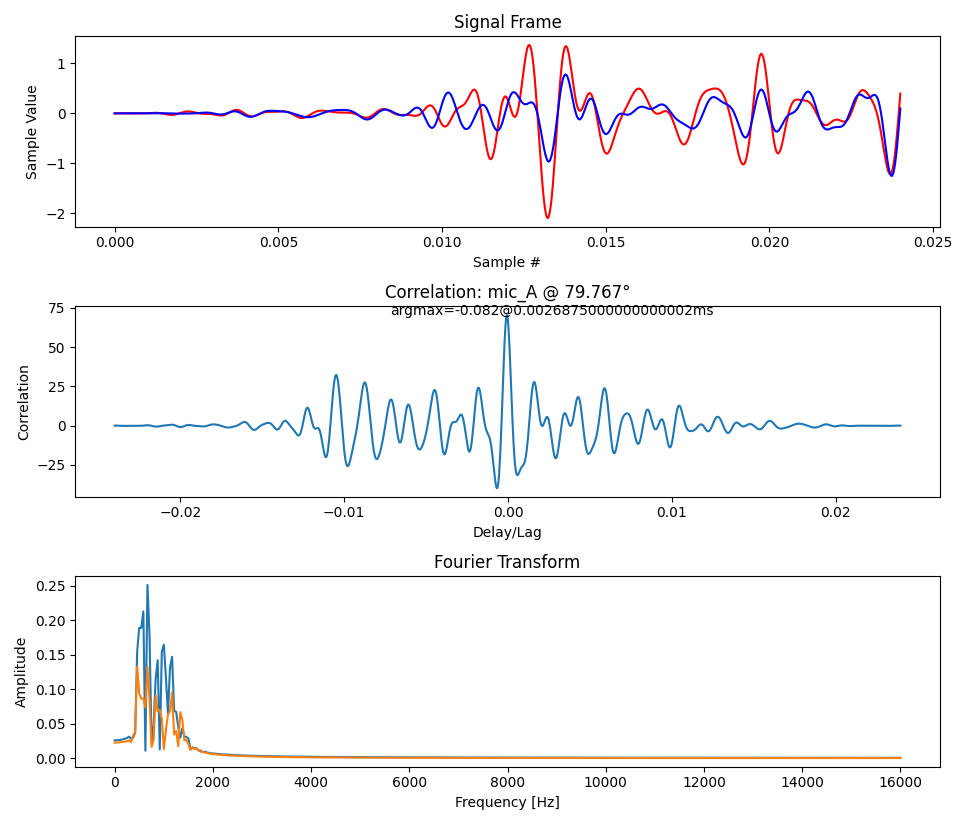 Signal Frame
Sample Value
1
0
−1
−2
0.000 0.005 0.010 0.015 0.020 0.025
Sample #
Correlation: mic_A @ 79.767°
argmax=-0.082@0.0026875000000000002ms
Correlation
75
50
25
0
−25
−0.02 −0.01 0.00 0.01 0.02
Delay/Lag
Fourier Transform
Amplitude
0.25
0.20
0.15
0.10
0.05
0.00
0 2000 4000 6000 8000 10000 12000 14000 16000
Frequency [Hz]